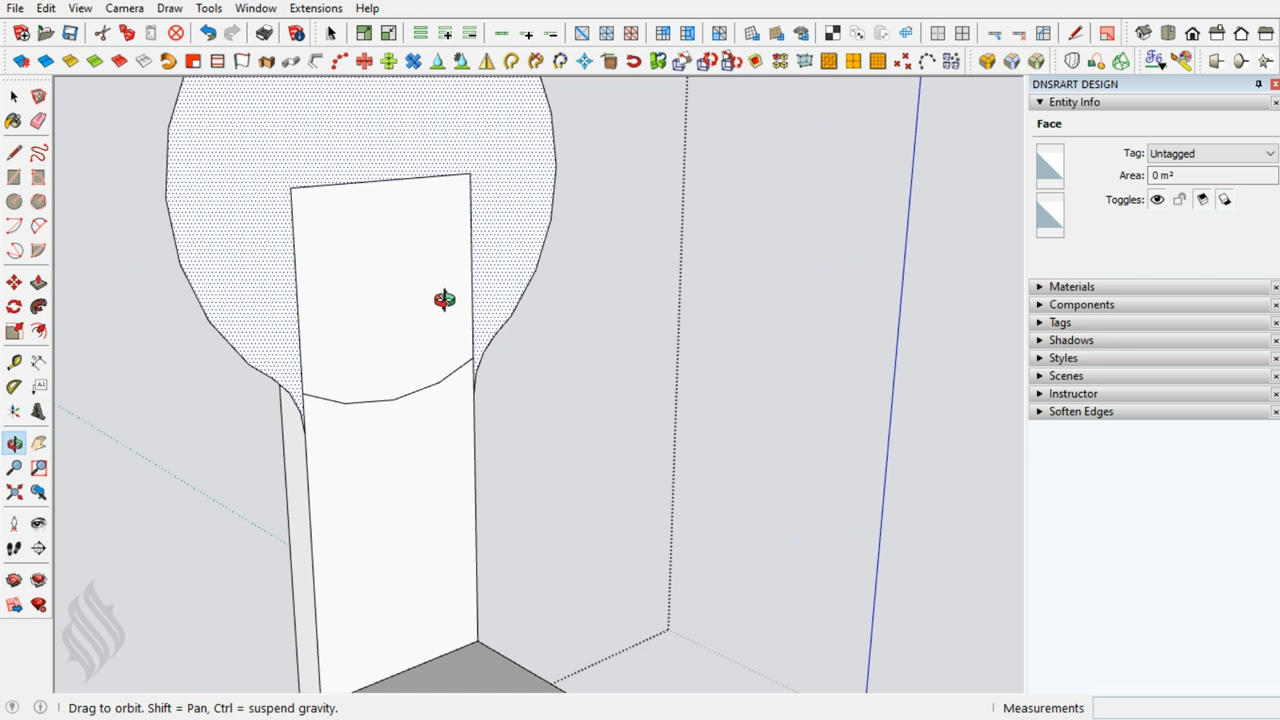 File Edit View Camera Draw Tools Window Extensions Help
DNSRART DESIGN
Entity Info
Face
Tag: Untagged
Area: 0 m²
Toggles:
Materials
Components
Tags
Shadows
Styles
Scenes
Instructor
Soften Edges
Drag to orbit. Shift = Pan, Ctrl = suspend gravity.
Measurements